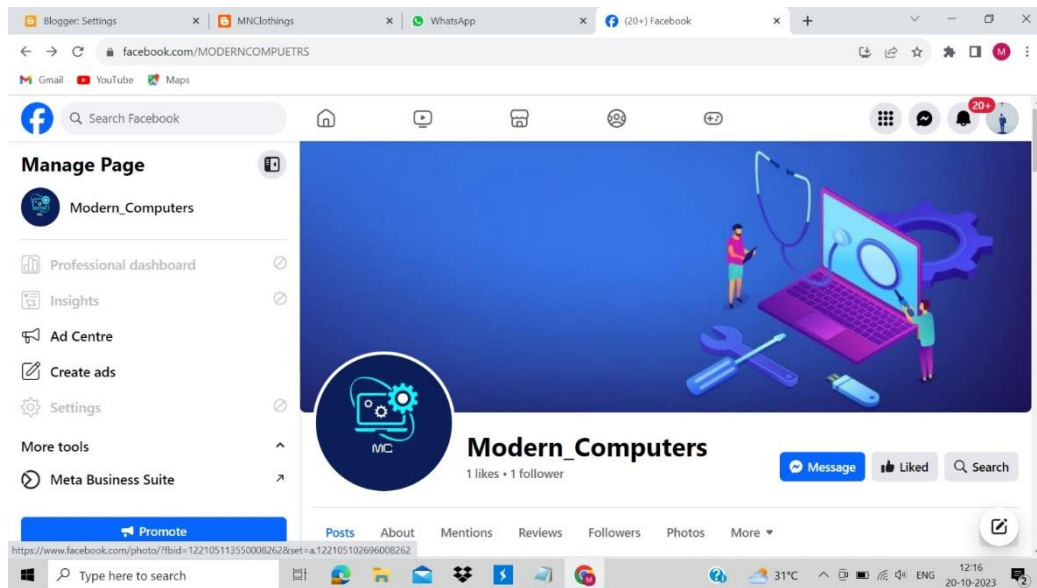 Blogger: Settings
MNClothings
WhatsApp
(20+) Facebook
facebook.com/MODERNCOMPUETRS
M
Gmail
YouTube
Maps
Search Facebook
20+
Manage Page
Modern_Computers
Professional dashboard
Insights
Ad Centre
Create ads
Settings
More tools
Meta Business Suite
Promote
MC
Modern_Computers
1 likes • 1 follower
Message
Liked
Search
Posts
About
Mentions
Reviews
Followers
Photos
More
https://www.facebook.com/photo/?fbid=122105113550008262&set=a.122105102696008262
Type here to search
31°C
ENG
12:16
20-10-2023
2